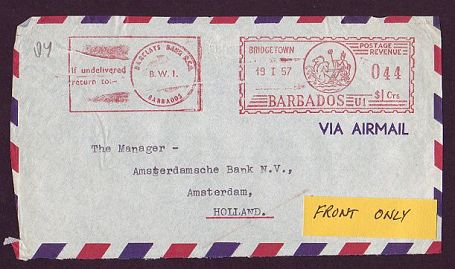 04
If undelivered
return to:-
BARCLAYS BANK D.C.O.
B.W.I.
BARBADOS
BRIDGETOWN
19 I 57
POSTAGE
REVENUE
044
$1 Crs
BARBADOS U1
VIA AIRMAIL
The Manager -
Amsterdamsche Bank N.V.,
Amsterdam,
HOLLAND.
FRONT ONLY